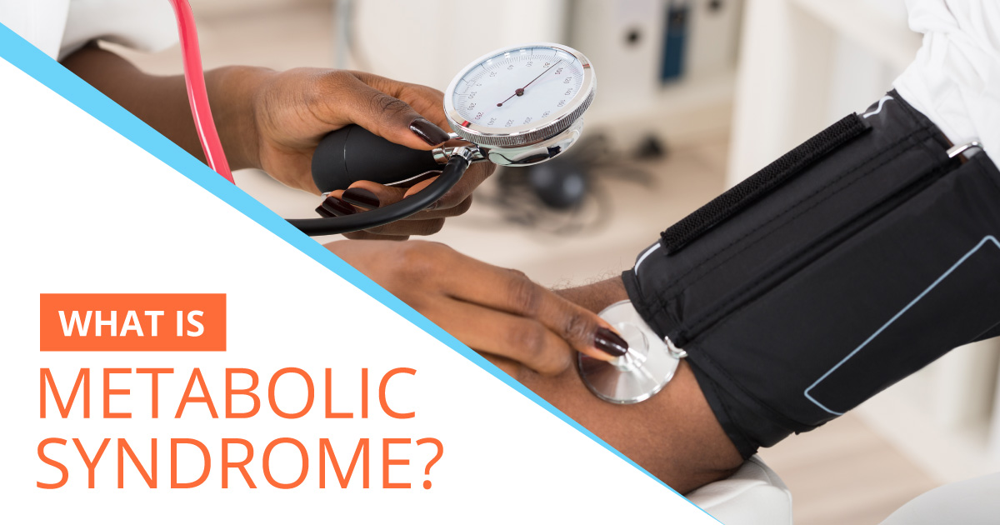 WHAT IS
METABOLIC
SYNDROME?